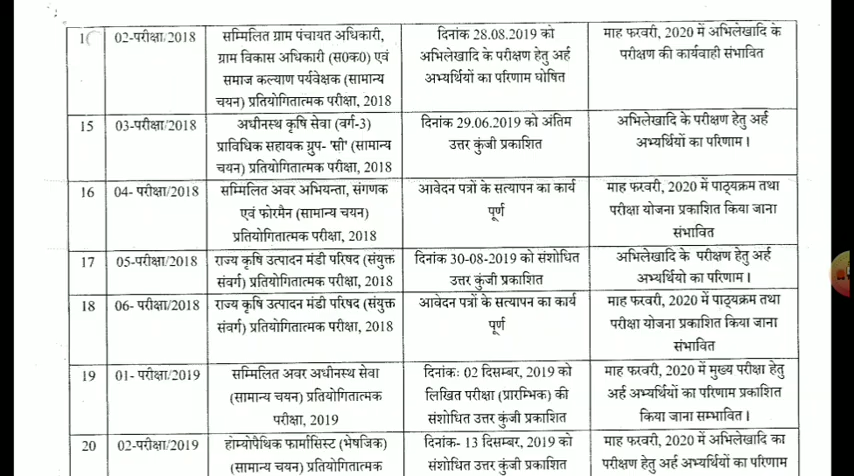 02-परीक्षा/2018
सम्मिलित ग्राम पंचायत अधिकारी,
ग्राम विकास अधिकारी (स0क0) एवं
समाज कल्याण पर्यवेक्षक (सामान्य
चयन) प्रतियोगितात्मक परीक्षा, 2018
दिनांक 28.08.2019 को
अभिलेखादि के परीक्षण हेतु अर्ह
अभ्यर्थियों का परिणाम घोषित
माह फरवरी, 2020 में अभिलेखादि के
परीक्षण की कार्यवाही संभावित
15
03-परीक्षा/2018
अधीनस्थ कृषि सेवा (वर्ग-3)
प्राविधिक सहायक ग्रुप- 'सी' (सामान्य
चयन) प्रतियोगितात्मक परीक्षा, 2018
दिनांक 29.06.2019 को अंतिम
उत्तर कुंजी प्रकाशित
अभिलेखादि के परीक्षण हेतु अर्ह
अभ्यर्थियों का परिणाम ।
16
04- परीक्षा/2018
सम्मिलित अवर अभियन्ता, संगणक
एवं फोरमैन (सामान्य चयन)
प्रतियोगितात्मक परीक्षा, 2018
आवेदन पत्रों के सत्यापन का कार्य
पूर्ण
माह फरवरी, 2020 में पाठ्यक्रम तथा
परीक्षा योजना प्रकाशित किया जाना
संभावित
17
05-परीक्षा/2018
राज्य कृषि उत्पादन मंडी परिषद (संयुक्त
संवर्ग) प्रतियोगितात्मक परीक्षा, 2018
दिनांक 30-08-2019 को संशोधित
उत्तर कुंजी प्रकाशित
अभिलेखादि के परीक्षण हेतु अर्ह
अभ्यर्थियो का परिणाम ।
18
06- परीक्षा/2018
राज्य कृषि उत्पादन मंडी परिषद (संयुक्त
संवर्ग) प्रतियोगितात्मक परीक्षा, 2018
आवेदन पत्रों के सत्यापन का कार्य
पूर्ण
माह फरवरी, 2020 में पाठ्यक्रम तथा
परीक्षा योजना प्रकाशित किया जाना
संभावित
19
01- परीक्षा/2019
सम्मिलित अवर अधीनस्थ सेवा
(सामान्य चयन) प्रतियोगितात्मक
परीक्षा, 2019
दिनांकः 02 दिसम्बर, 2019 को
लिखित परीक्षा (प्रारम्भिक) की
संशोधित उत्तर कुंजी प्रकाशित
माह फरवरी, 2020 में मुख्य परीक्षा हेतु
अर्ह अभ्यर्थियों का परिणाम प्रकाशित
किया जाना सम्भावित ।
20
02-परीक्षा/2019
होम्योपैथिक फार्मासिस्ट (भेषजिक)
(सामान्य चयन) प्रतियोगितात्मक
दिनांक- 13 दिसम्बर, 2019 को
संशोधित उत्तर कुंजी प्रकाशित
माह फरवरी, 2020 में अभिलेखादि का
परीक्षण हेतु अर्ह अभ्यर्थियों का परिणाम